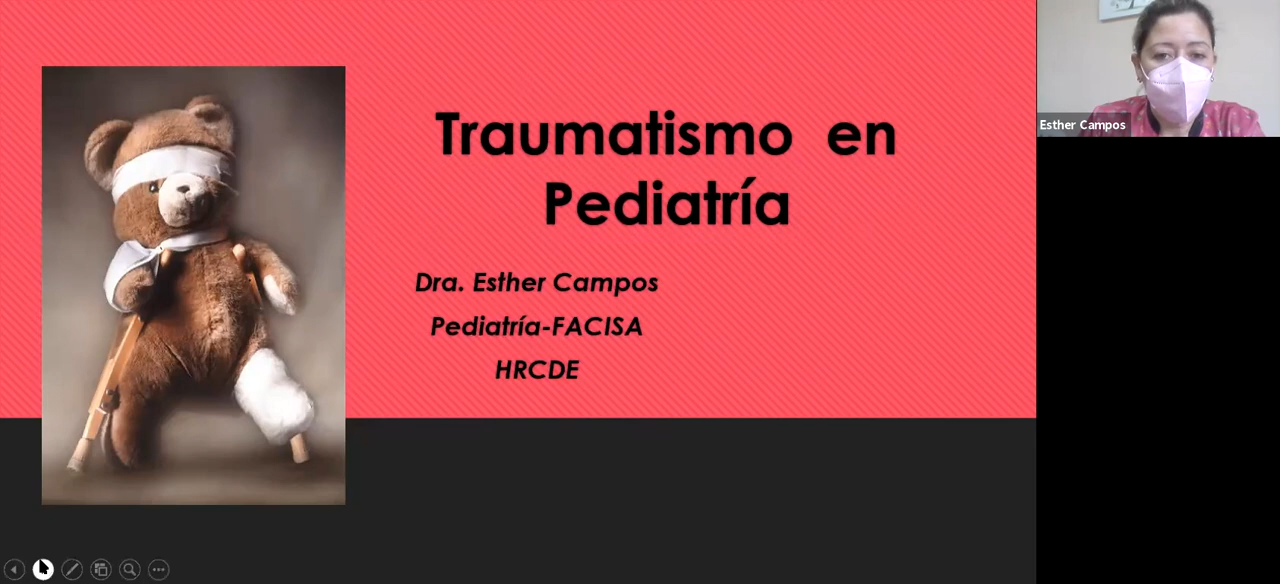 Traumatismo en
Pediatría
Dra. Esther Campos
Pediatría-FACISA
HRCDE
Esther Campos